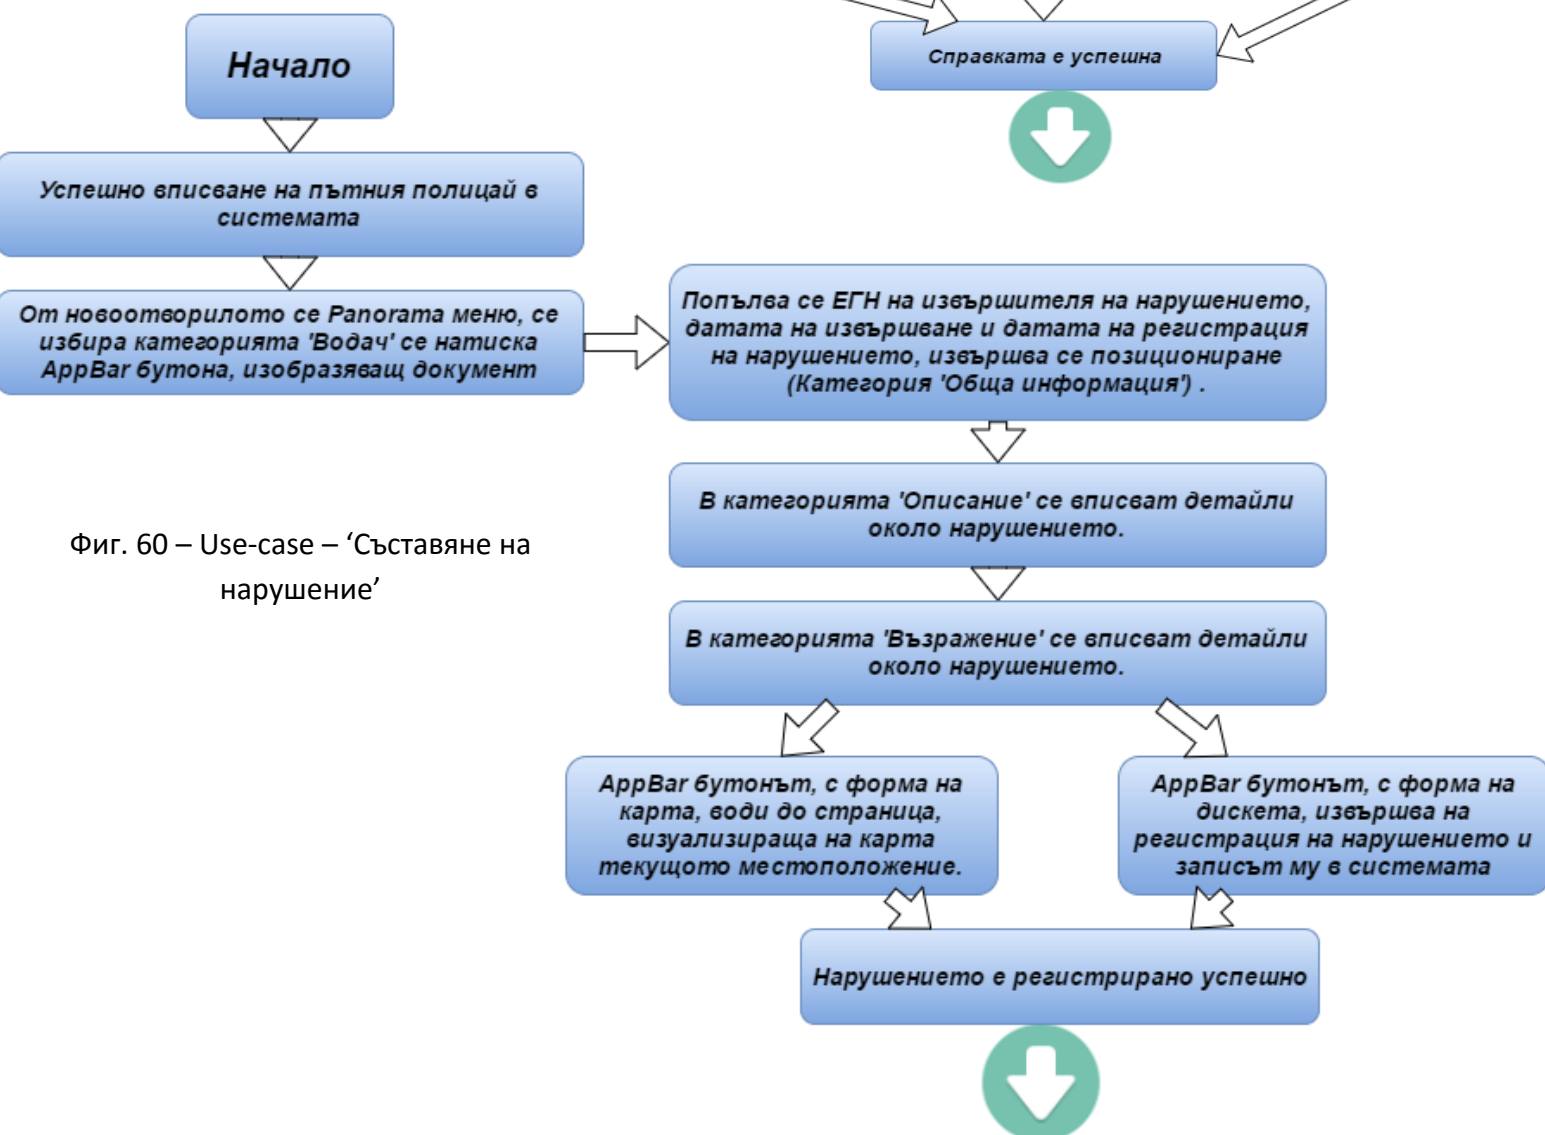 Справката е успешна
Начало
Успешно вписване на пътния полицай в
системата
От новоотворилото се Panorama меню, се
избира категорията 'Водач' се натиска
AppBar бутона, изобразяващ документ
Попълва се ЕГН на извършителя на нарушението,
датата на извършване и датата на регистрация
на нарушението, извършва се позициониране
(Категория 'Обща информация') .
В категорията 'Описание' се вписват детайли
около нарушението.
Фиг. 60 – Use-case – ‘Съставяне на
нарушение’
В категорията 'Възражение' се вписват детайли
около нарушението.
AppBar бутонът, с форма на
карта, води до страница,
визуализираща на карта
текущото местоположение.
AppBar бутонът, с форма на
дискета, извършва на
регистрация на нарушението и
записът му в системата
Нарушението е регистрирано успешно